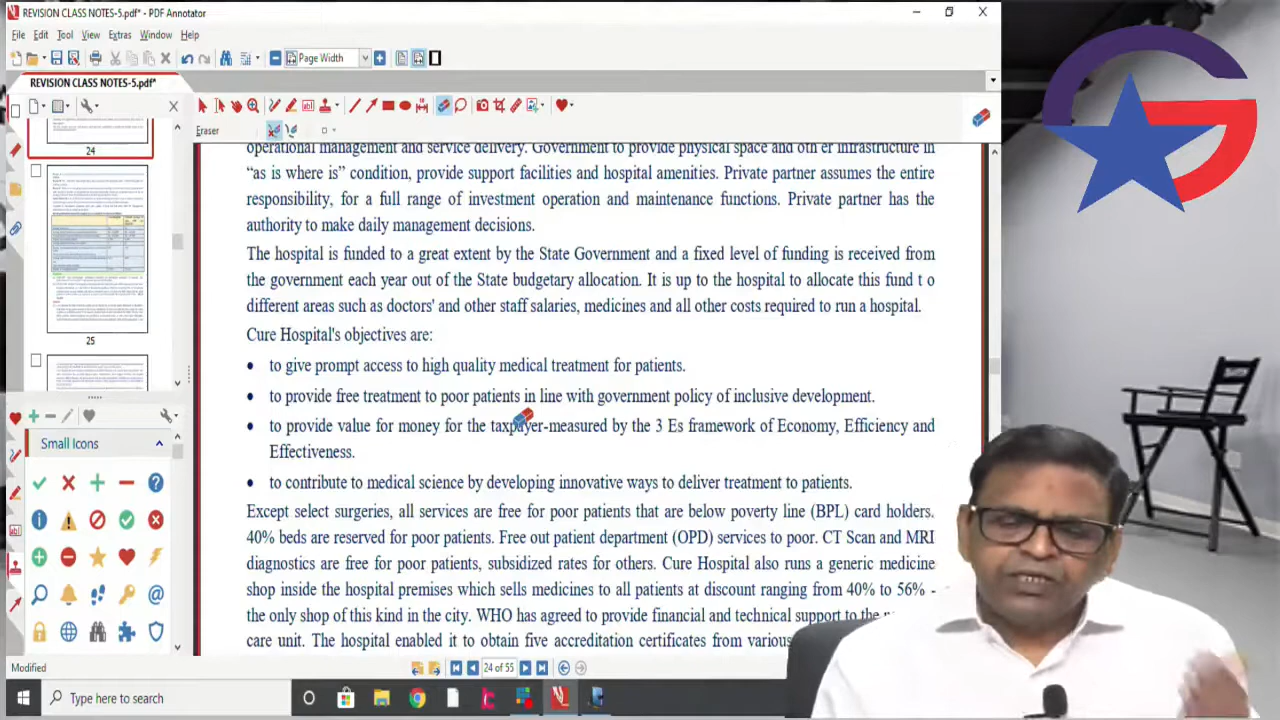 REVISION CLASS NOTES-5.pdf* - PDF Annotator
File Edit Tool View Extras Window Help
Page Width
REVISION CLASS NOTES-5.pdf*
Eraser
24
25
Small Icons
operational management and service delivery. Government to provide physical space and oth er infrastructure in
“as is where is” condition, provide support facilities and hospital amenities. Private partner assumes the entire
responsibility, for a full range of investment operation and maintenance functions. Private partner has the
authority to make daily management decisions.
The hospital is funded to a great extent by the State Government and a fixed level of funding is received from
the government each year out of the State budgetary allocation. It is up to the hospital to allocate this fund t o
different areas such as doctors' and other staff salaries, medicines and all other costs required to run a hospital.
Cure Hospital's objectives are:
• to give prompt access to high quality medical treatment for patients.
• to provide free treatment to poor patients in line with government policy of inclusive development.
• to provide value for money for the taxpayer-measured by the 3 Es framework of Economy, Efficiency and
Effectiveness.
• to contribute to medical science by developing innovative ways to deliver treatment to patients.
Except select surgeries, all services are free for poor patients that are below poverty line (BPL) card holders.
40% beds are reserved for poor patients. Free out patient department (OPD) services to poor. CT Scan and MRI
diagnostics are free for poor patients, subsidized rates for others. Cure Hospital also runs a generic medicine
shop inside the hospital premises which sells medicines to all patients at discount ranging from 40% to 56% -
the only shop of this kind in the city. WHO has agreed to provide financial and technical support to the
care unit. The hospital enabled it to obtain five accreditation certificates from various
Modified
24 of 55
Type here to search